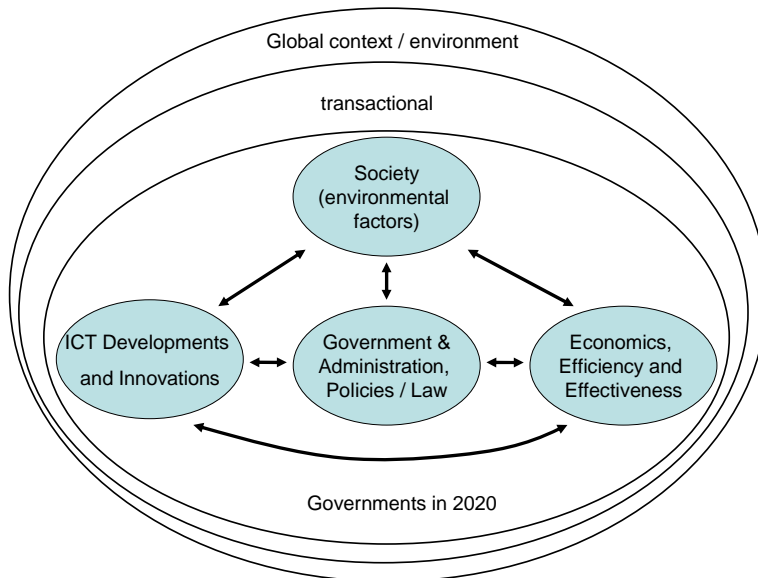 Global context / environment
transactional
Society
(environmental
factors)
ICT Developments
and Innovations
Government &
Administration,
Policies / Law
Economics,
Efficiency and
Effectiveness
Governments in 2020